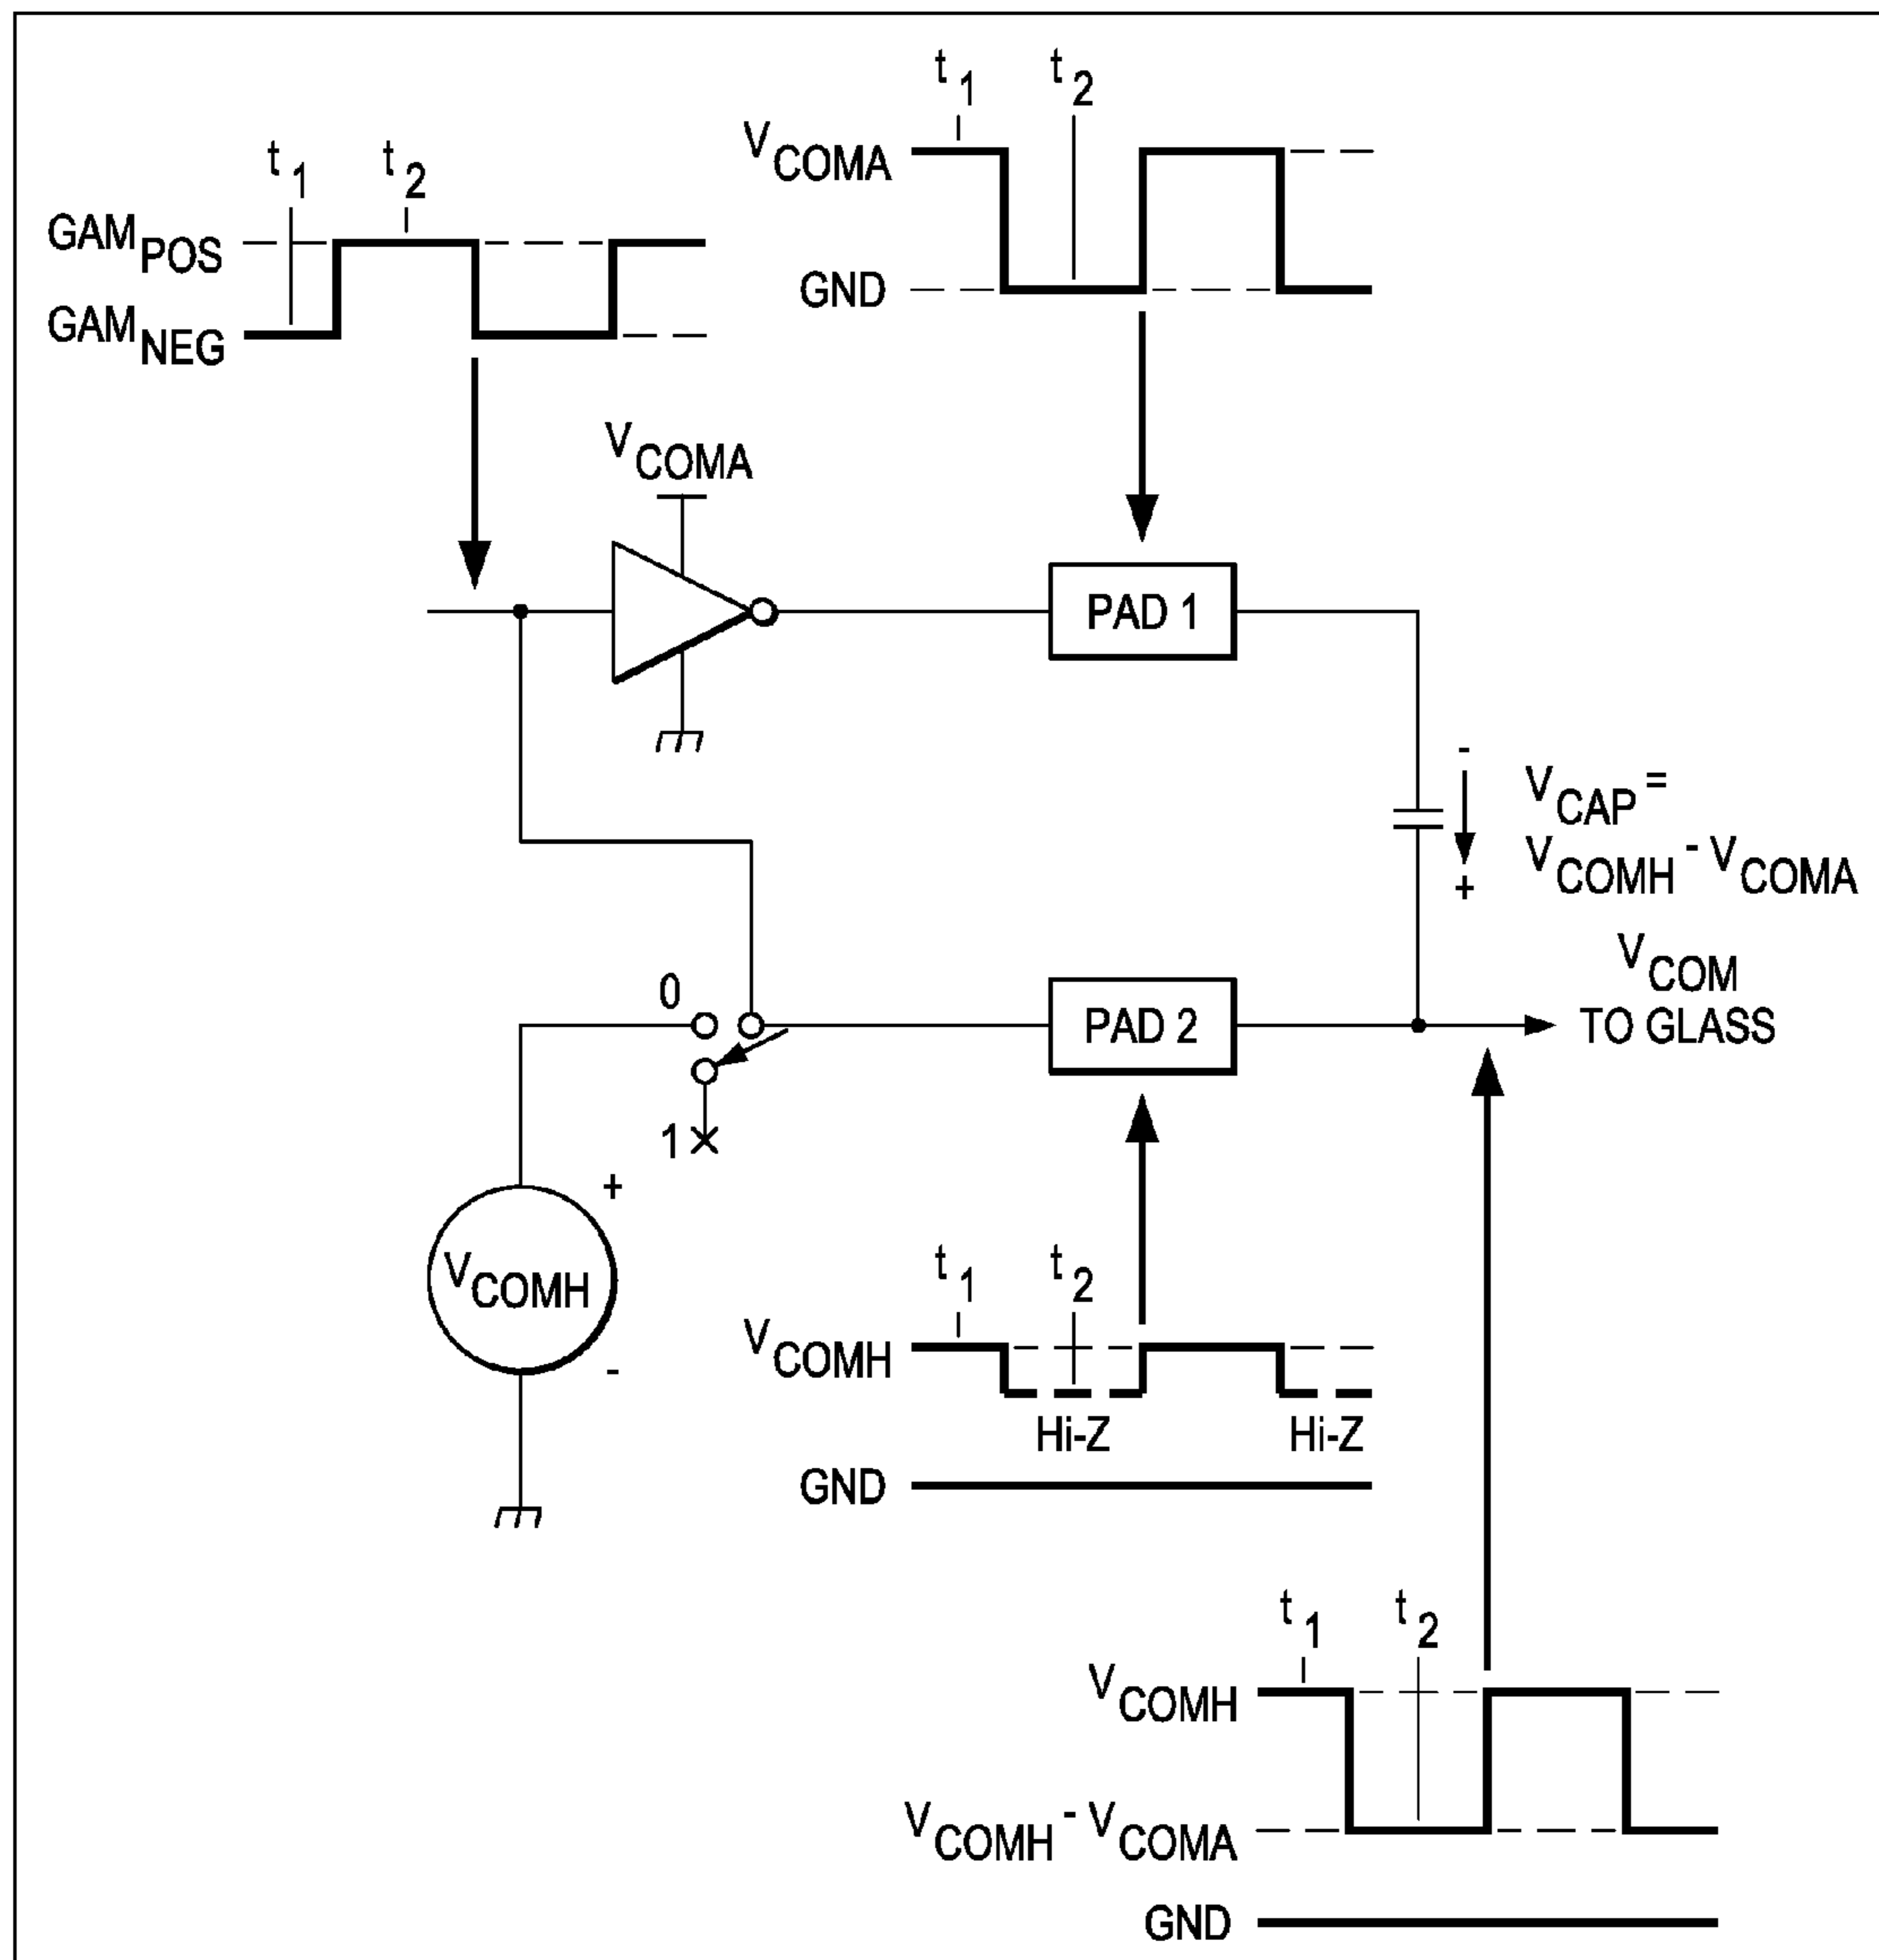 t1 t2
GAMPOS
GAMNEG
t1 t2
VCOMA
GND
VCOMA
PAD 1
-
+
VCAP =
VCOMH - VCOMA
VCOM
TO GLASS
0
1
PAD 2
+
VCOMH
-
t1 t2
VCOMH
Hi-Z Hi-Z
GND
t1 t2
VCOMH
VCOMH - VCOMA
GND